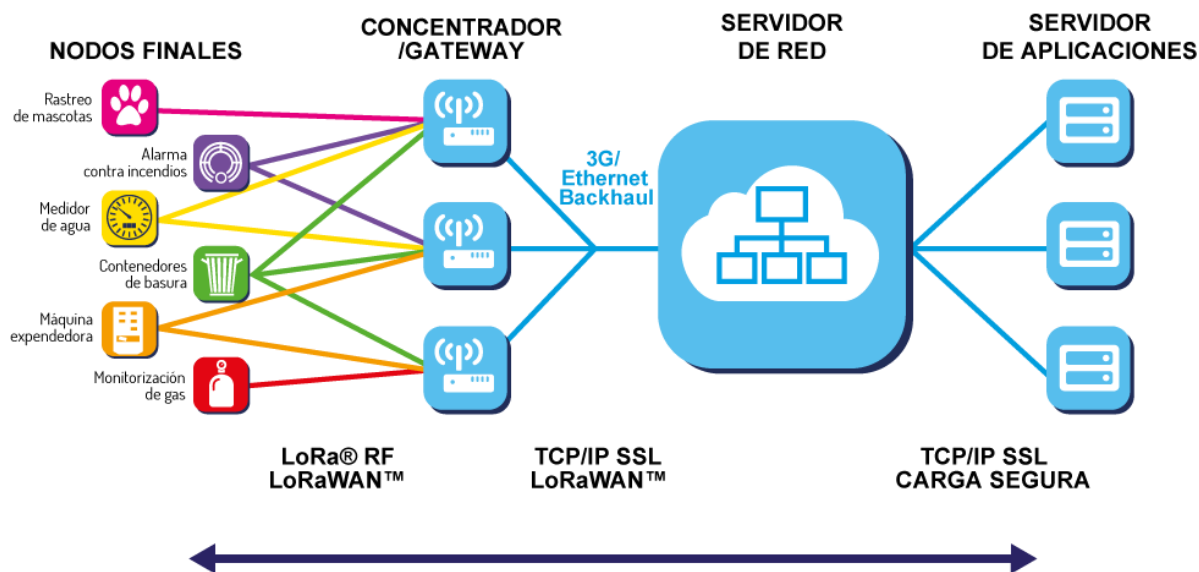 NODOS FINALES
CONCENTRADOR
/GATEWAY
SERVIDOR
DE RED
SERVIDOR
DE APLICACIONES
Rastreo
de mascotas
Alarma
contra incendios
Medidor
de agua
Contenedores
de basura
Máquina
expendedora
Monitorización
de gas
3G/
Ethernet
Backhaul
LoRa® RF
LoRaWAN™
TCP/IP SSL
LoRaWAN™
TCP/IP SSL
CARGA SEGURA